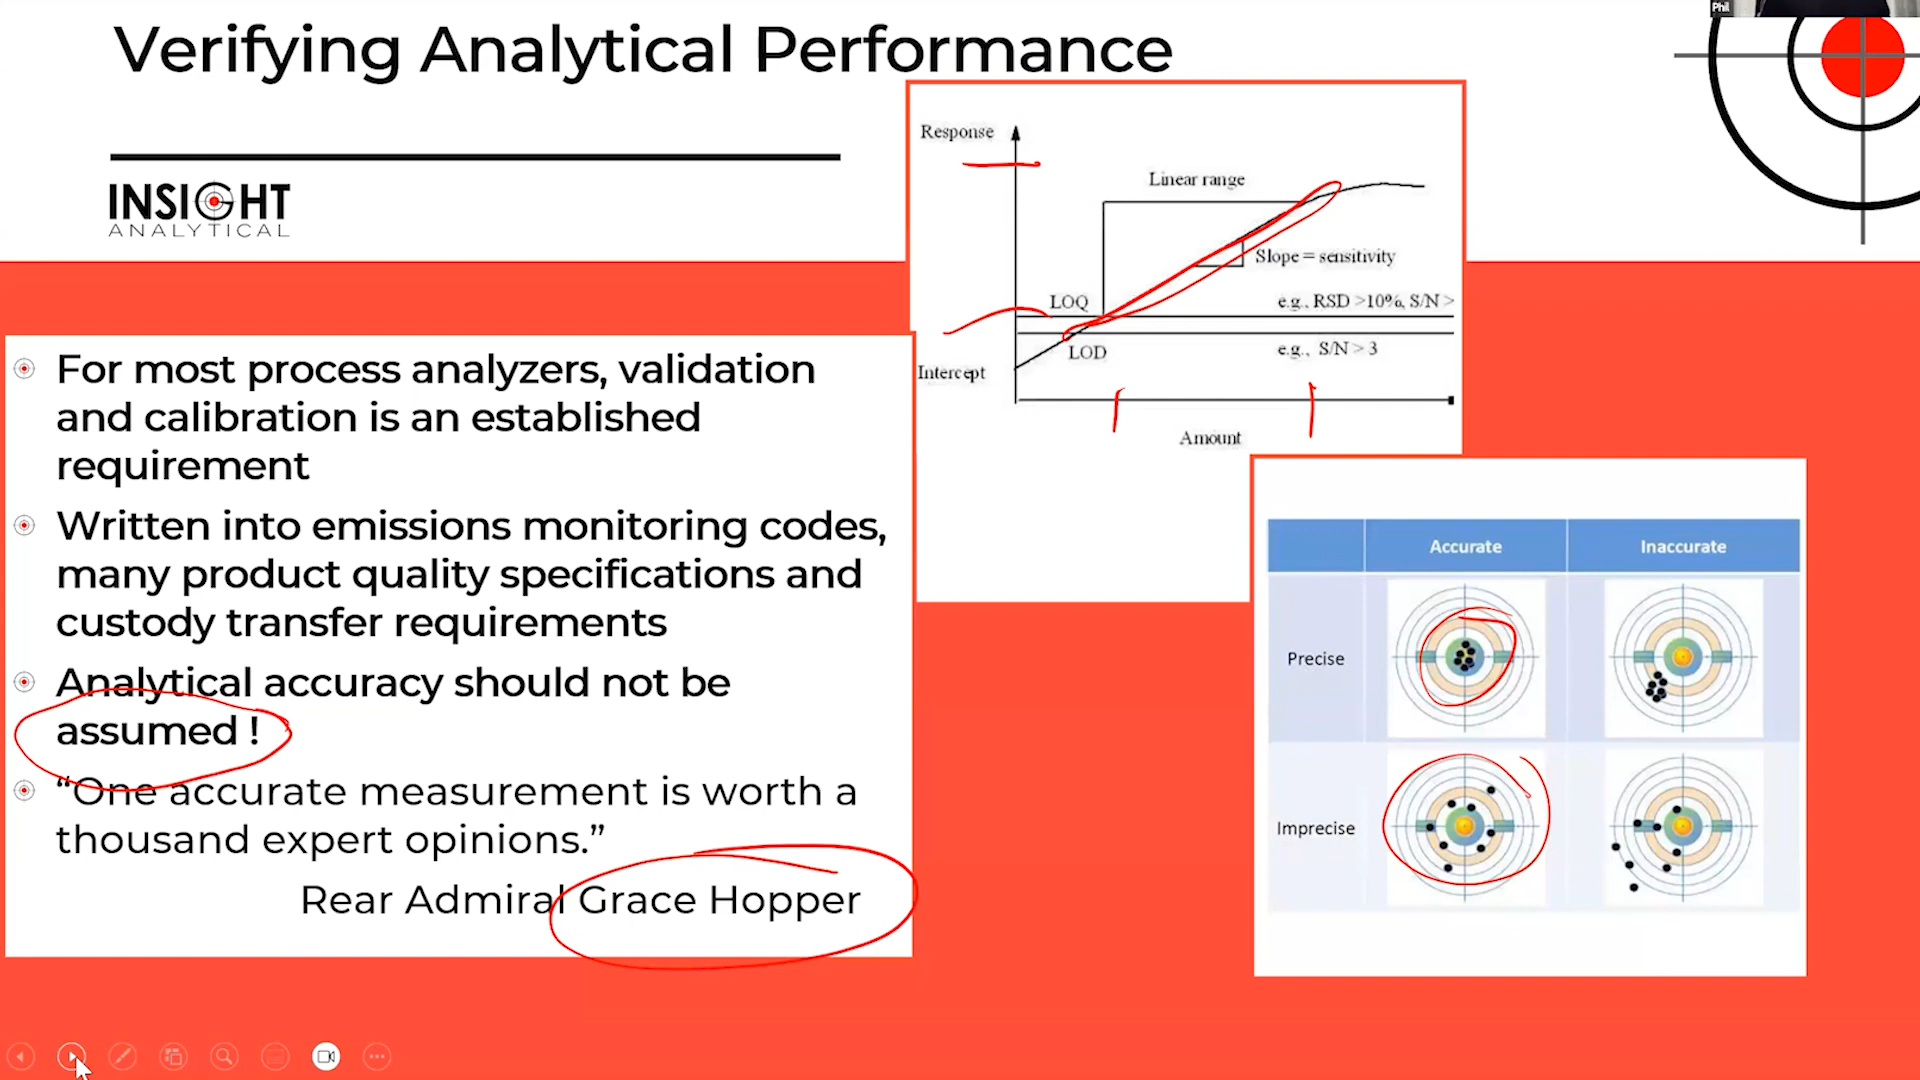 Phil
Verifying Analytical Performance
INSIGHT
ANALYTICAL
For most process analyzers, validation
and calibration is an established
requirement
Written into emissions monitoring codes,
many product quality specifications and
custody transfer requirements
Analytical accuracy should not be
assumed !
“One accurate measurement is worth a
thousand expert opinions.”
Rear Admiral Grace Hopper
Response
Linear range
Slope = sensitivity
LOQ
e.g., RSD >10%, S/N >
LOD
e.g., S/N > 3
Intercept
Amount
Accurate
Inaccurate
Precise
Imprecise